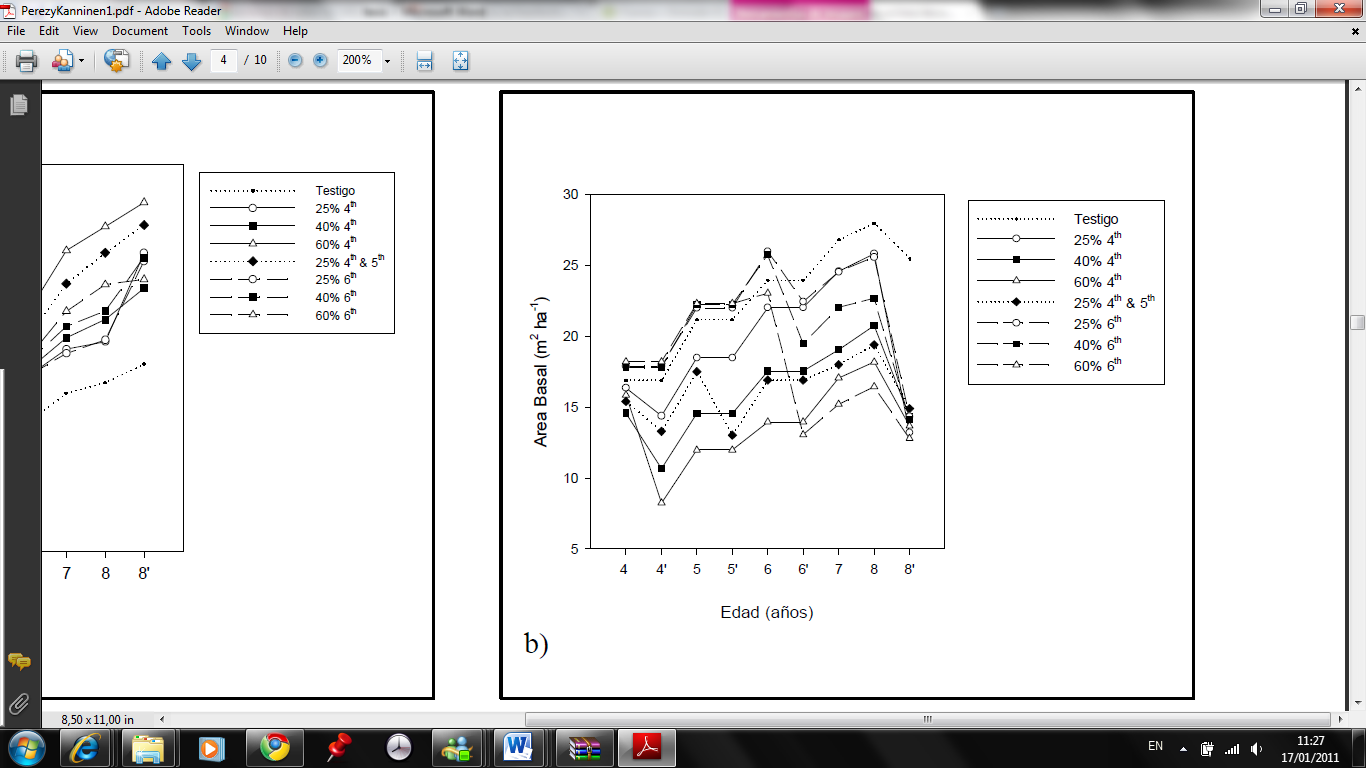 PerezyKanninen1.pdf - Adobe Reader
File Edit View Document Tools Window Help
4 / 10 200%
Testigo
25% 4th
40% 4th
60% 4th
25% 4th & 5th
25% 6th
40% 6th
60% 6th
7 8 8'
30
25
20
15
10
5
Area Basal (m2 ha-1)
4 4' 5 5' 6 6' 7 8 8'
Edad (años)
b)
Testigo
25% 4th
40% 4th
60% 4th
25% 4th & 5th
25% 6th
40% 6th
60% 6th
8,50 x 11,00 in
EN
11:27
17/01/2011